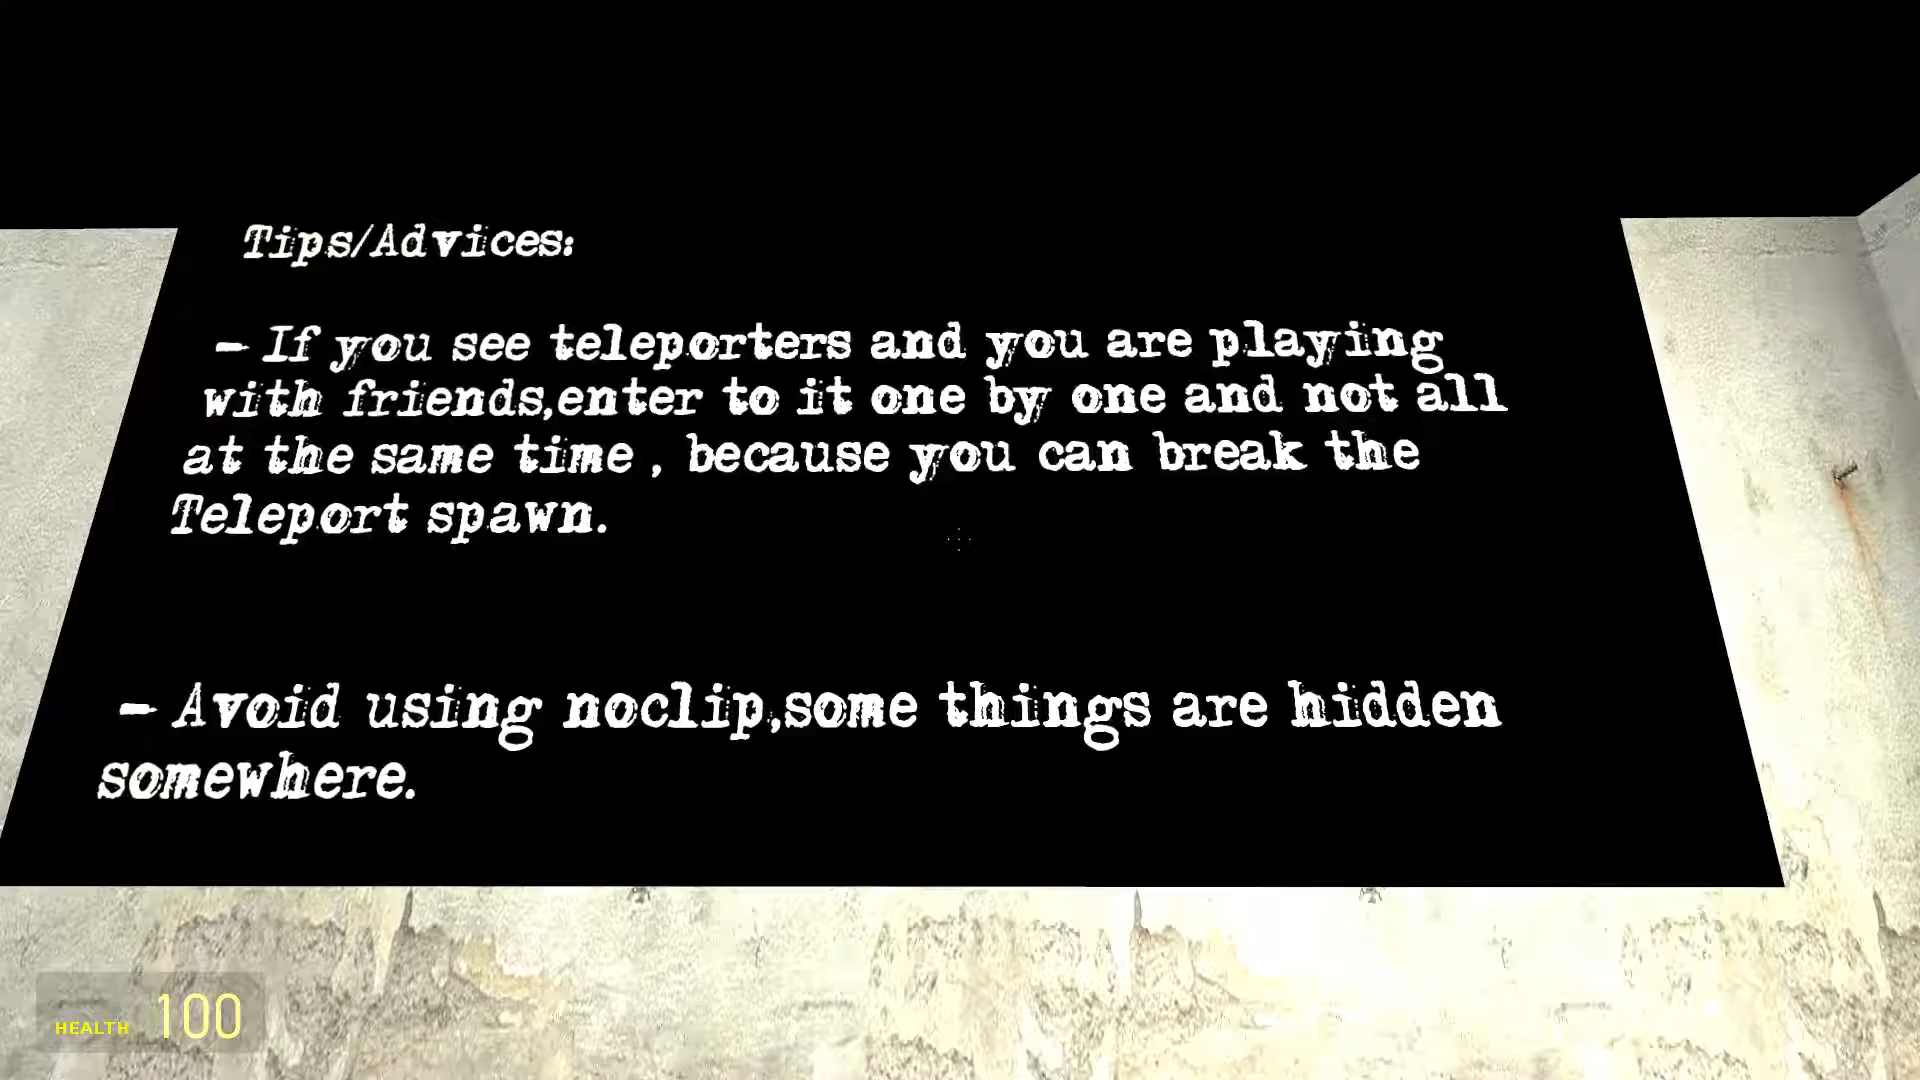 Tips/Advices:
- If you see teleporters and you are playing
with friends,enter to it one by one and not all
at the same time , because you can break the
Teleport spawn.
- Avoid using noclip,some things are hidden
somewhere.
HEALTH 100